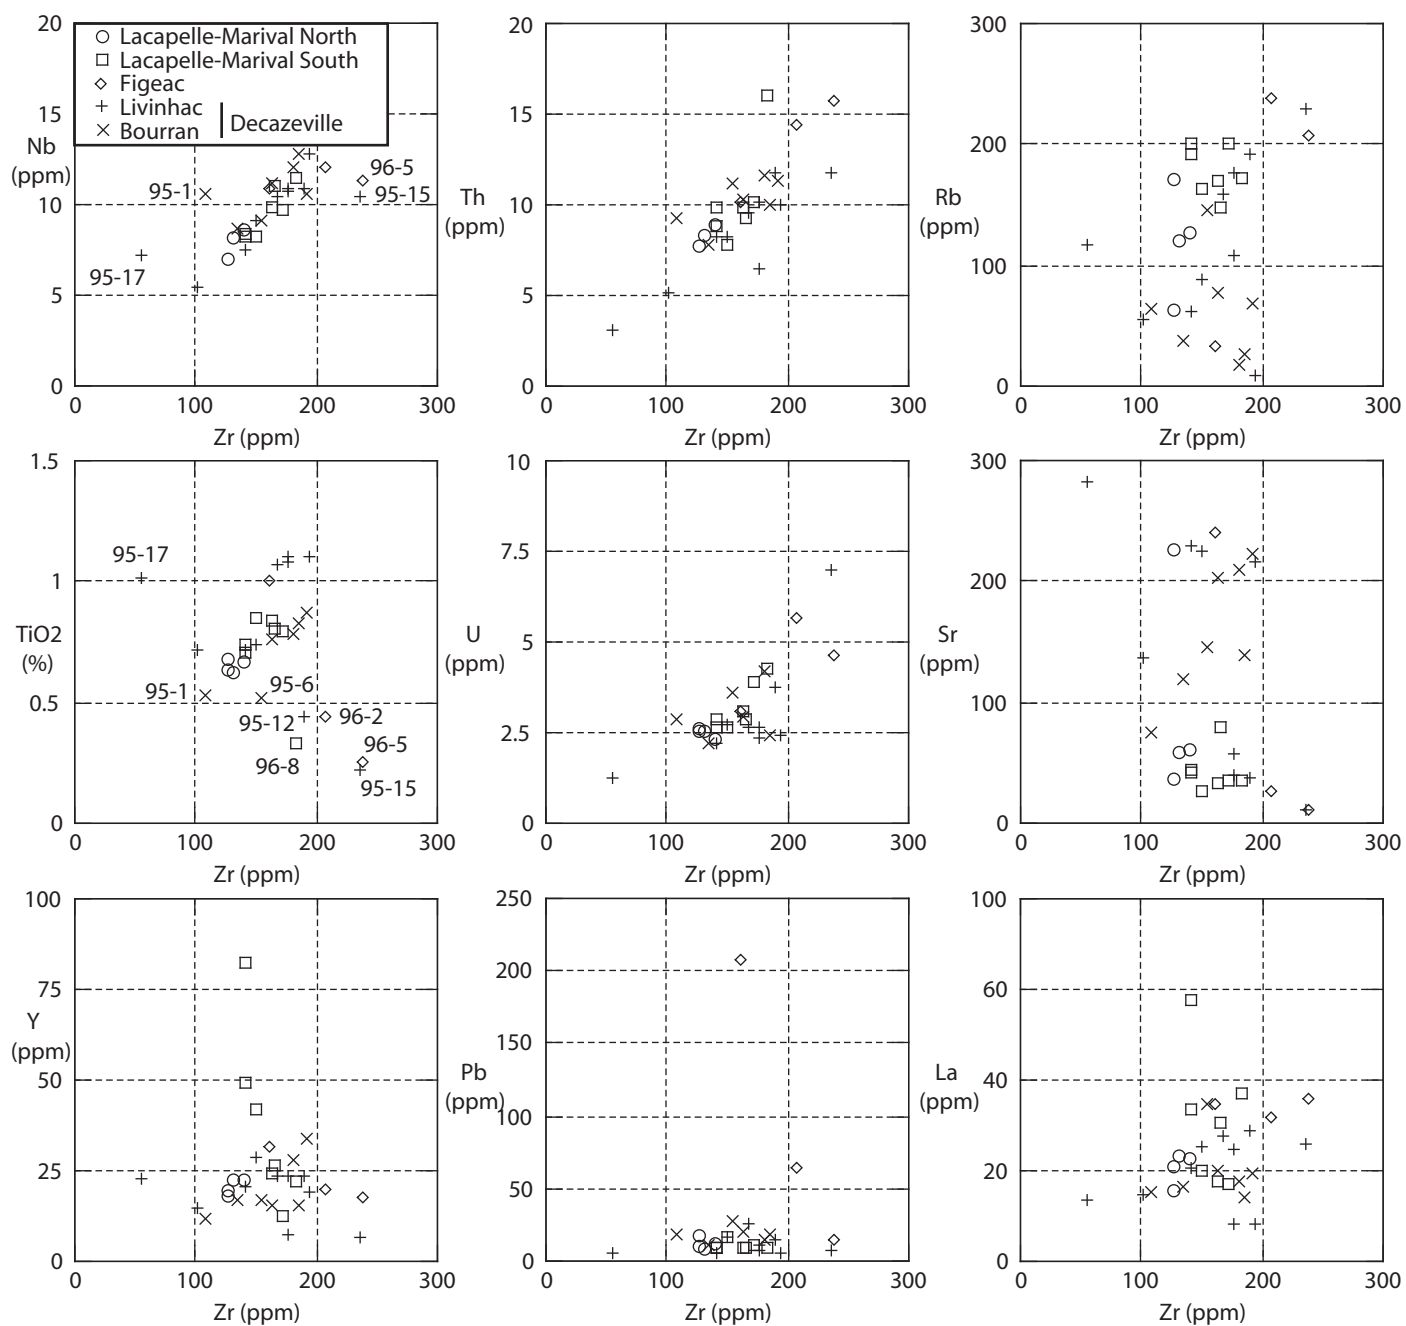 20
15
Nb
(ppm)
10
5
0
0 100 200 300
Zr (ppm)
Lacapelle-Marival North
Lacapelle-Marival South
Figeac
Livinhac
Bourran
Decazeville
95-1
95-17
96-5
95-15
20
15
Th
(ppm)
10
5
0
0 100 200 300
Zr (ppm)
300
200
Rb
(ppm)
100
0
0 100 200 300
Zr (ppm)
1.5
1
TiO2
(%)
0.5
0
0 100 200 300
Zr (ppm)
95-17
95-1
95-6
95-12
96-2
96-8
96-5
95-15
10
7.5
U
(ppm)
5
2.5
0
0 100 200 300
Zr (ppm)
300
200
Sr
(ppm)
100
0
0 100 200 300
Zr (ppm)
100
75
Y
(ppm)
50
25
0
0 100 200 300
Zr (ppm)
250
200
150
Pb
(ppm)
100
50
0
0 100 200 300
Zr (ppm)
100
60
La
(ppm)
40
20
0
0 100 200 300
Zr (ppm)